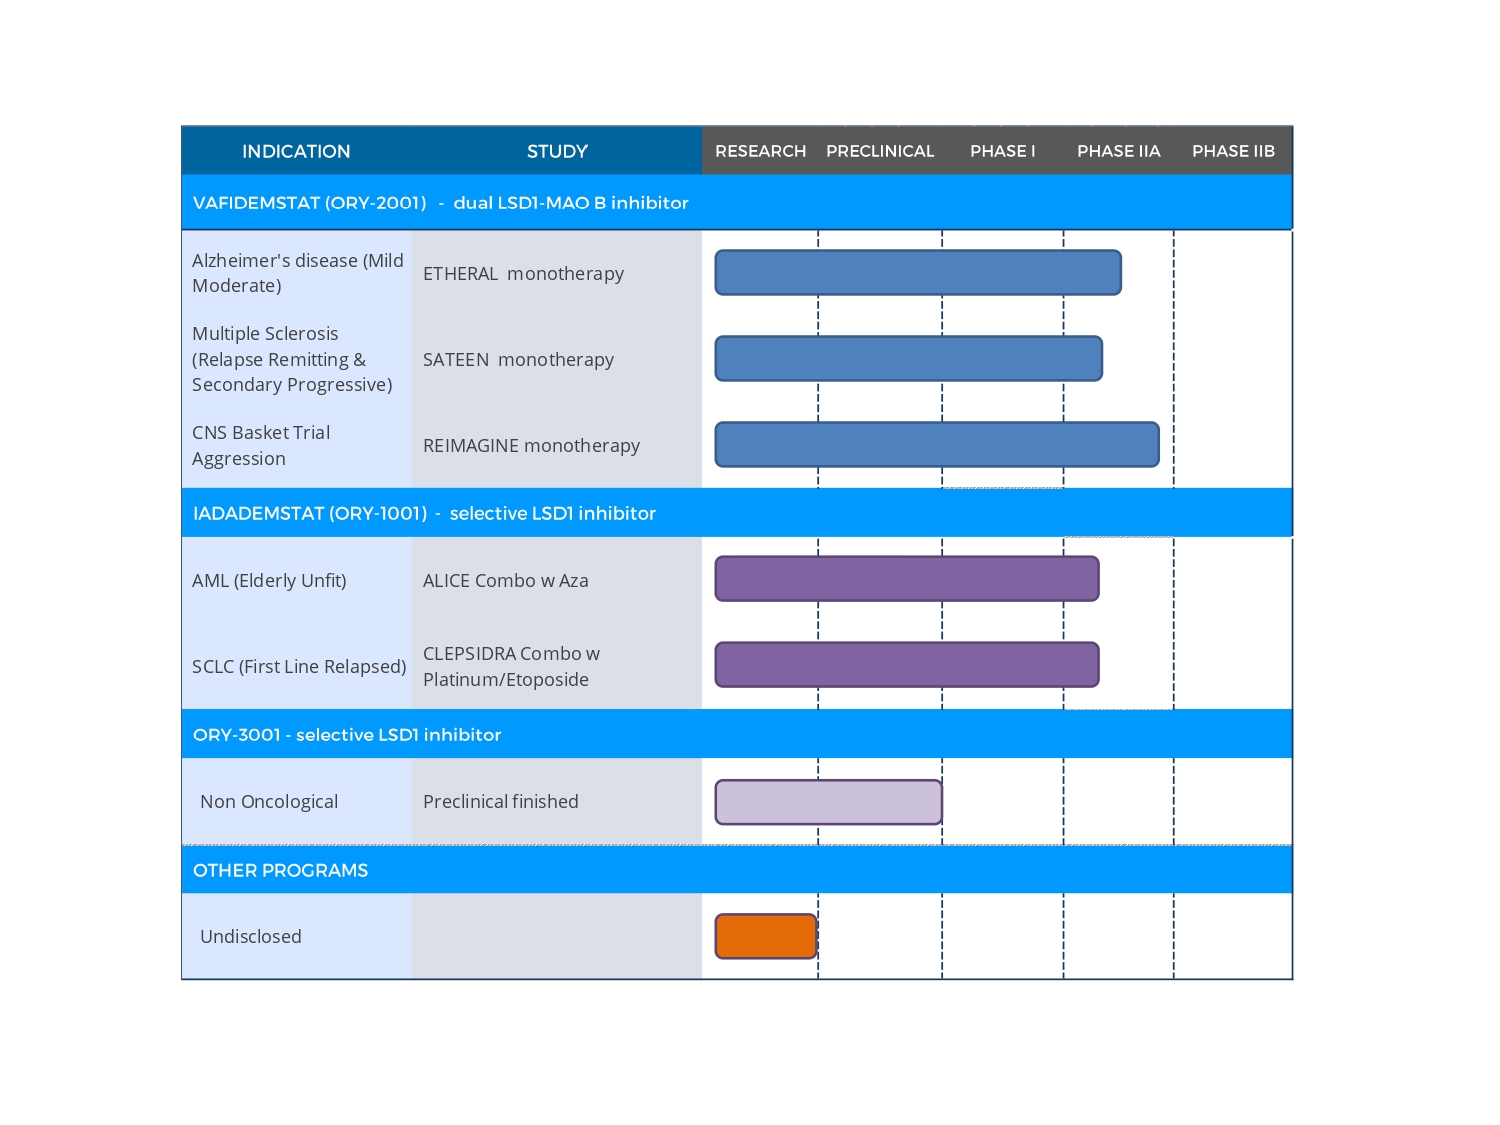 INDICATION STUDY RESEARCH PRECLINICAL PHASE I PHASE IIA PHASE IIB
VAFIDEMSTAT (ORY-2001) - dual LSD1-MAO B inhibitor
Alzheimer's disease (Mild
Moderate)
ETHERAL monotherapy
Multiple Sclerosis
(Relapse Remitting &
Secondary Progressive)
SATEEN monotherapy
CNS Basket Trial
Aggression
REIMAGINE monotherapy
IADADEMSTAT (ORY-1001) - selective LSD1 inhibitor
AML (Elderly Unfit)
ALICE Combo w Aza
SCLC (First Line Relapsed)
CLEPSIDRA Combo w
Platinum/Etoposide
ORY-3001 - selective LSD1 inhibitor
Non Oncological
Preclinical finished
OTHER PROGRAMS
Undisclosed